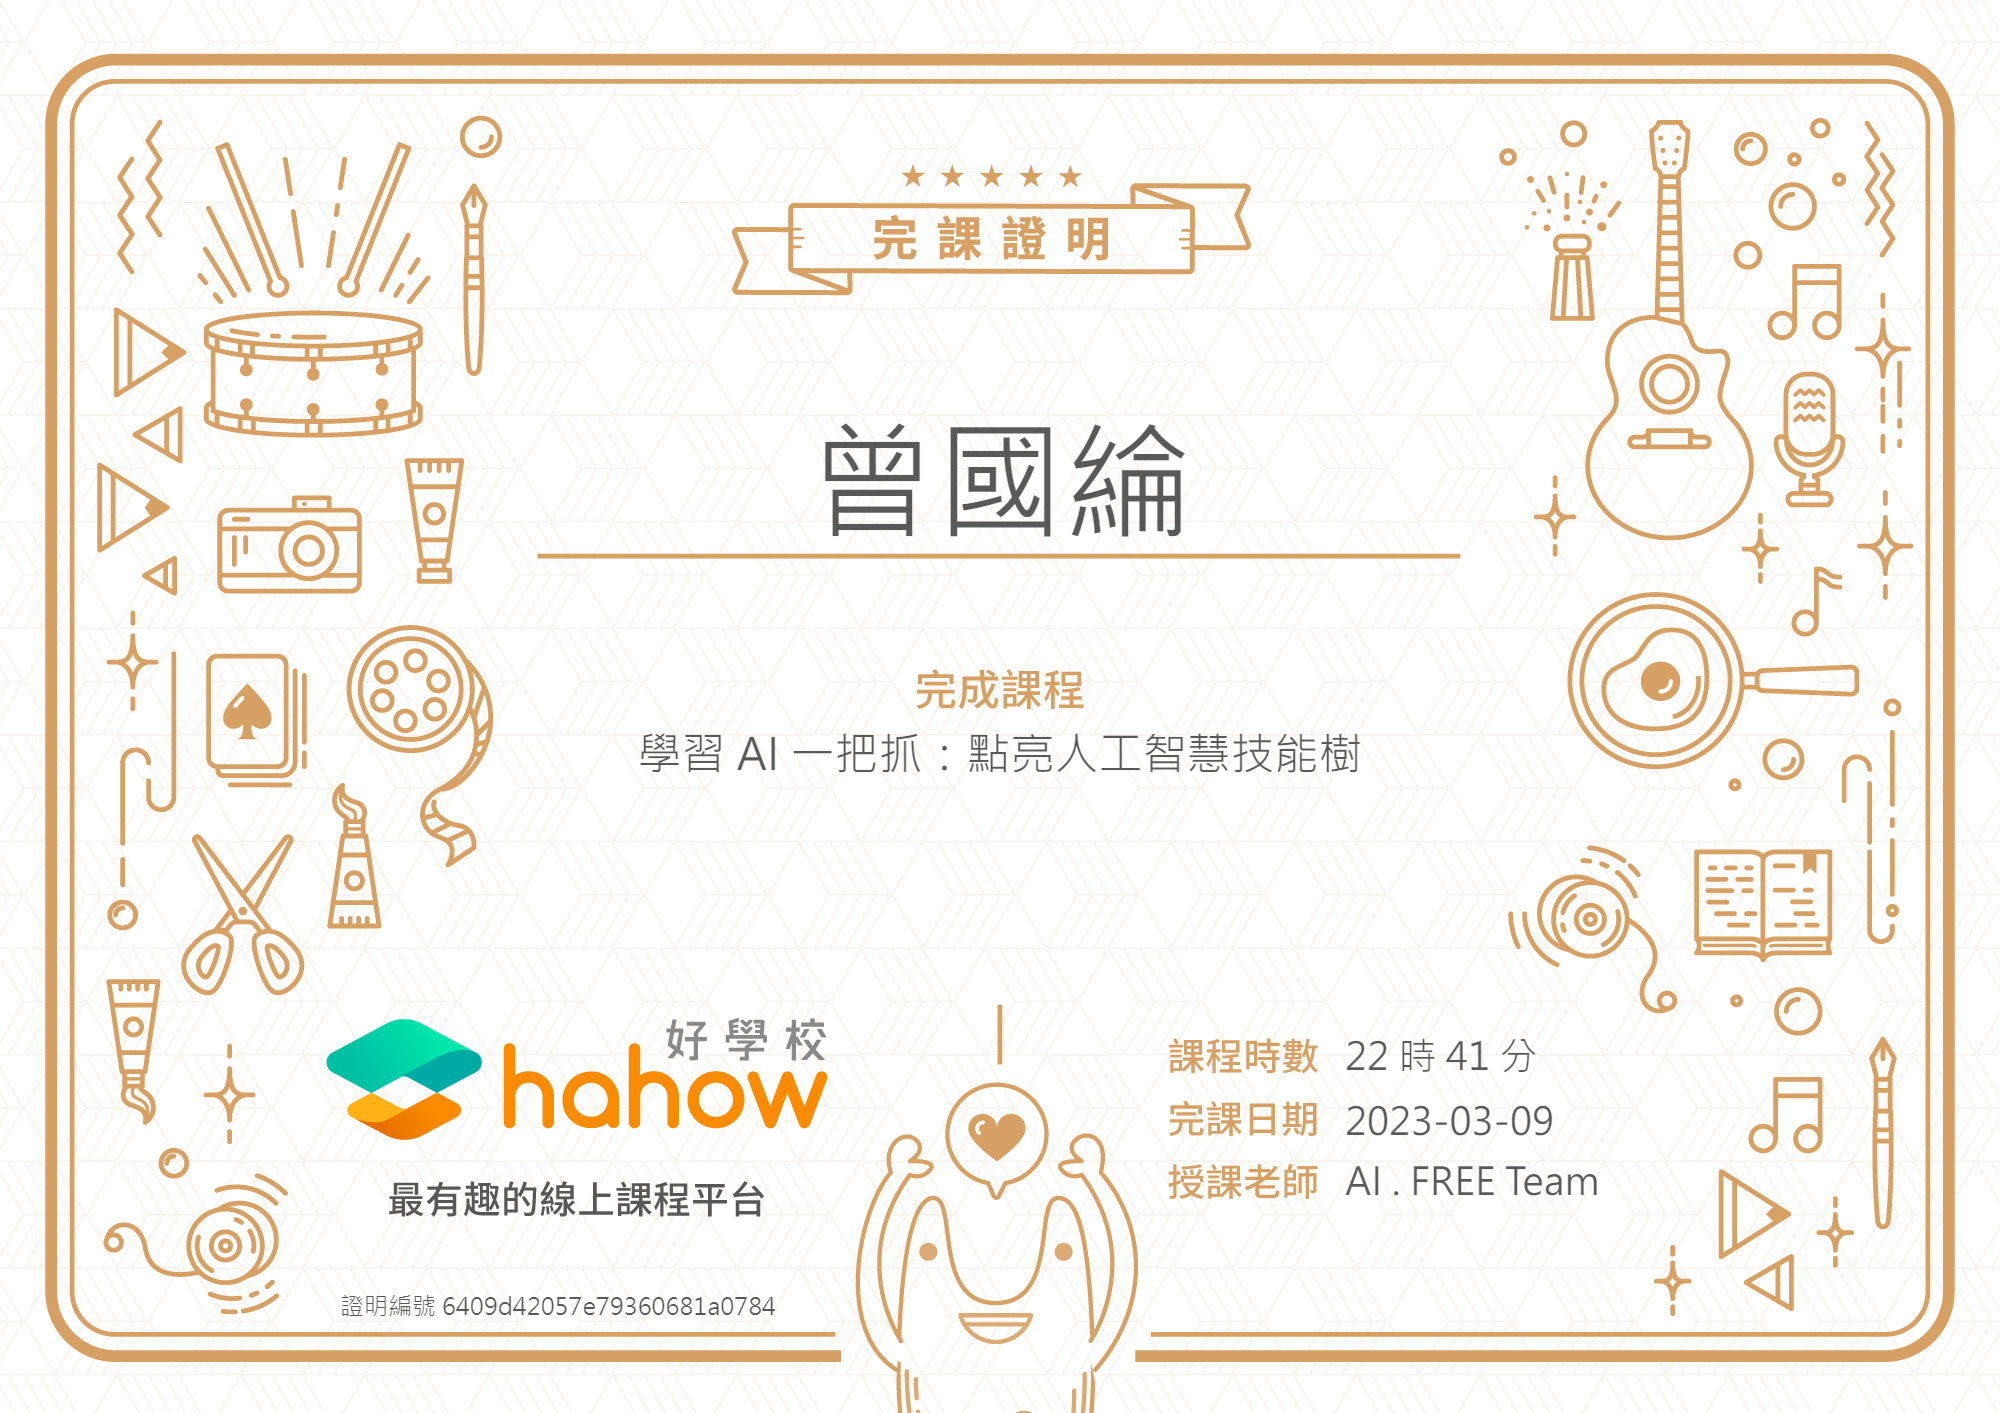 完課證明
曾國綸
完成課程
學習 AI 一把抓：點亮人工智慧技能樹
好學校
hahow
最有趣的線上課程平台
證明編號 6409d42057e79360681a0784
課程時數 22 時 41 分
完課日期 2023-03-09
授課老師 AI . FREE Team